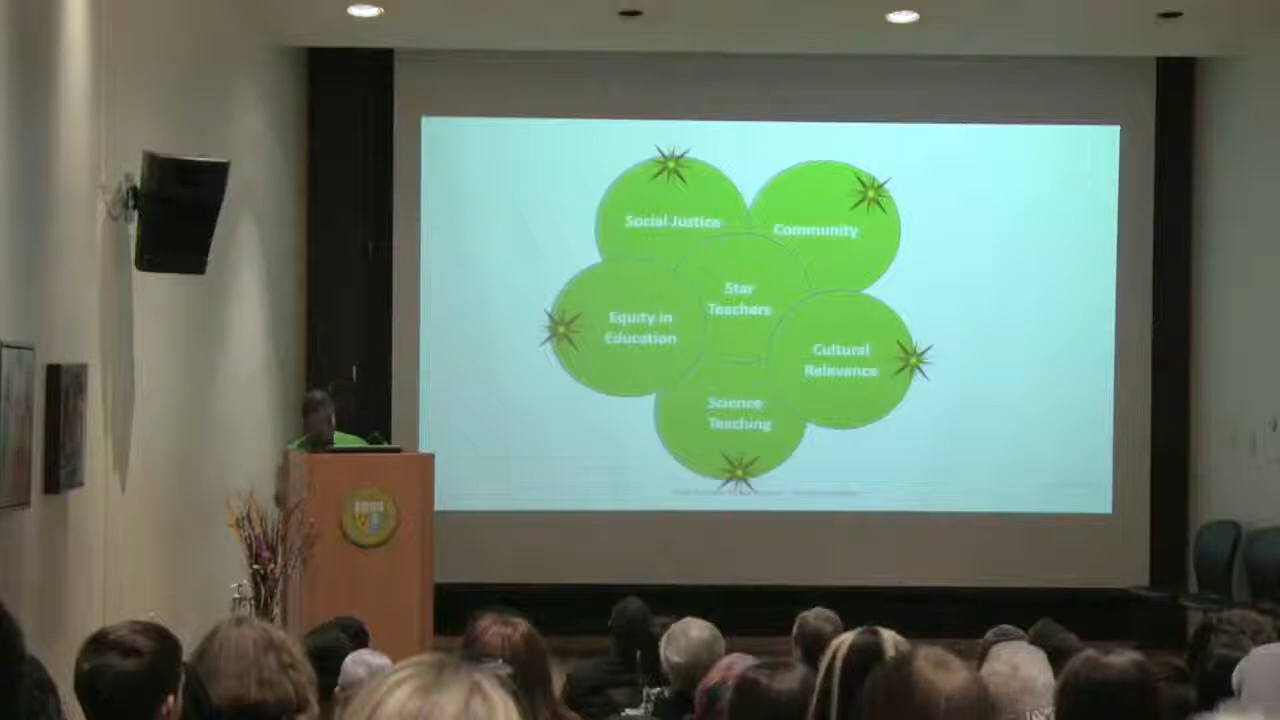 Social Justice
Community
Star
Teachers
Equity in
Education
Cultural
Relevance
Science
Teaching